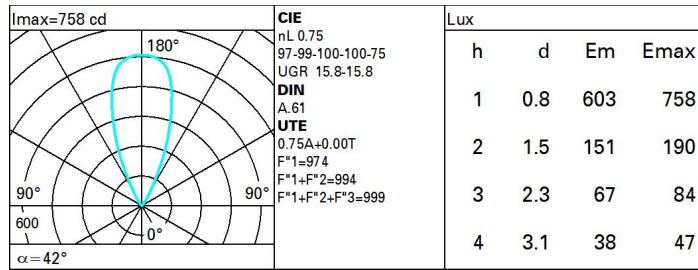 Imax=758 cd
180°
90°
90°
600
0°
α=42°
CIE
nL 0.75
97-99-100-100-75
UGR 15.8-15.8
DIN
A.61
UTE
0.75A+0.00T
F"1=974
F"1+F"2=994
F"1+F"2+F"3=999
Lux
h d Em Emax
1 0.8 603 758
2 1.5 151 190
3 2.3 67 84
4 3.1 38 47